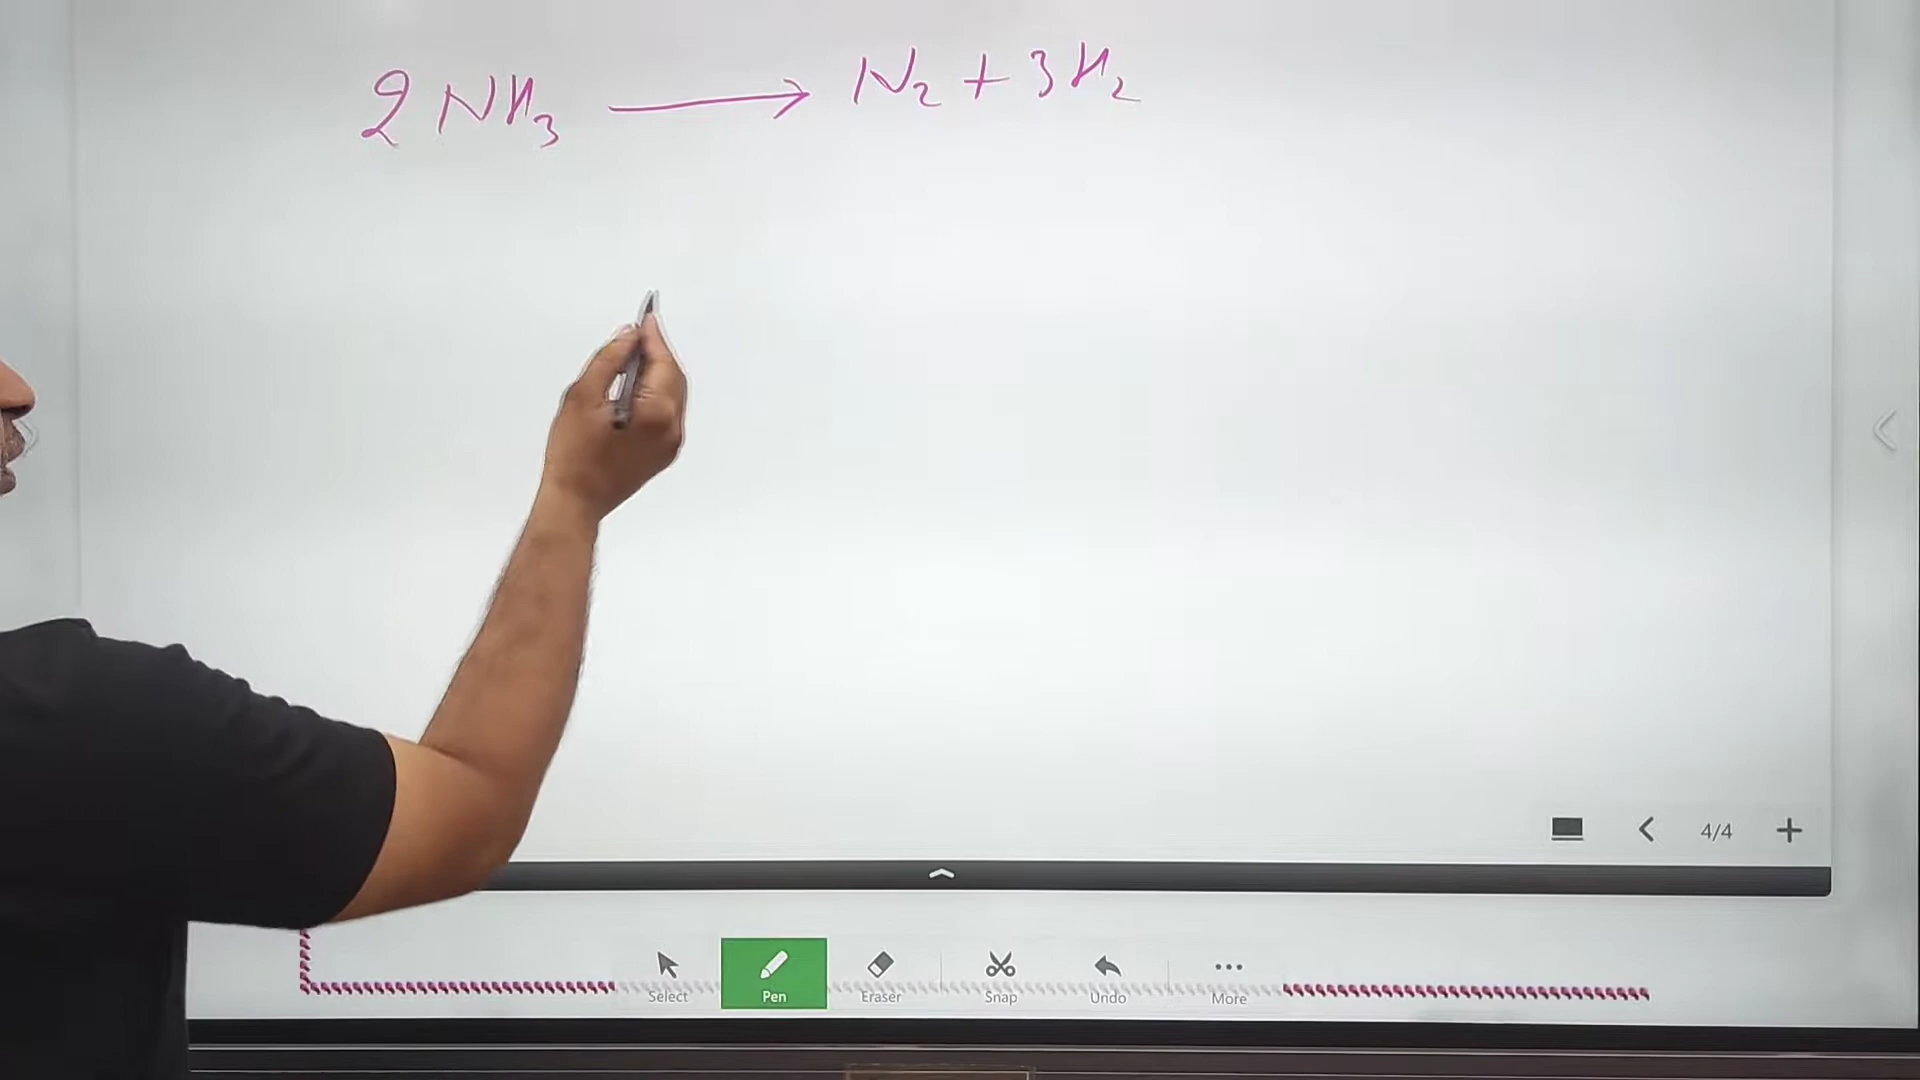 2 NH₃ ⟶ N₂ + 3H₂
4/4
Select Pen Eraser Snap Undo More